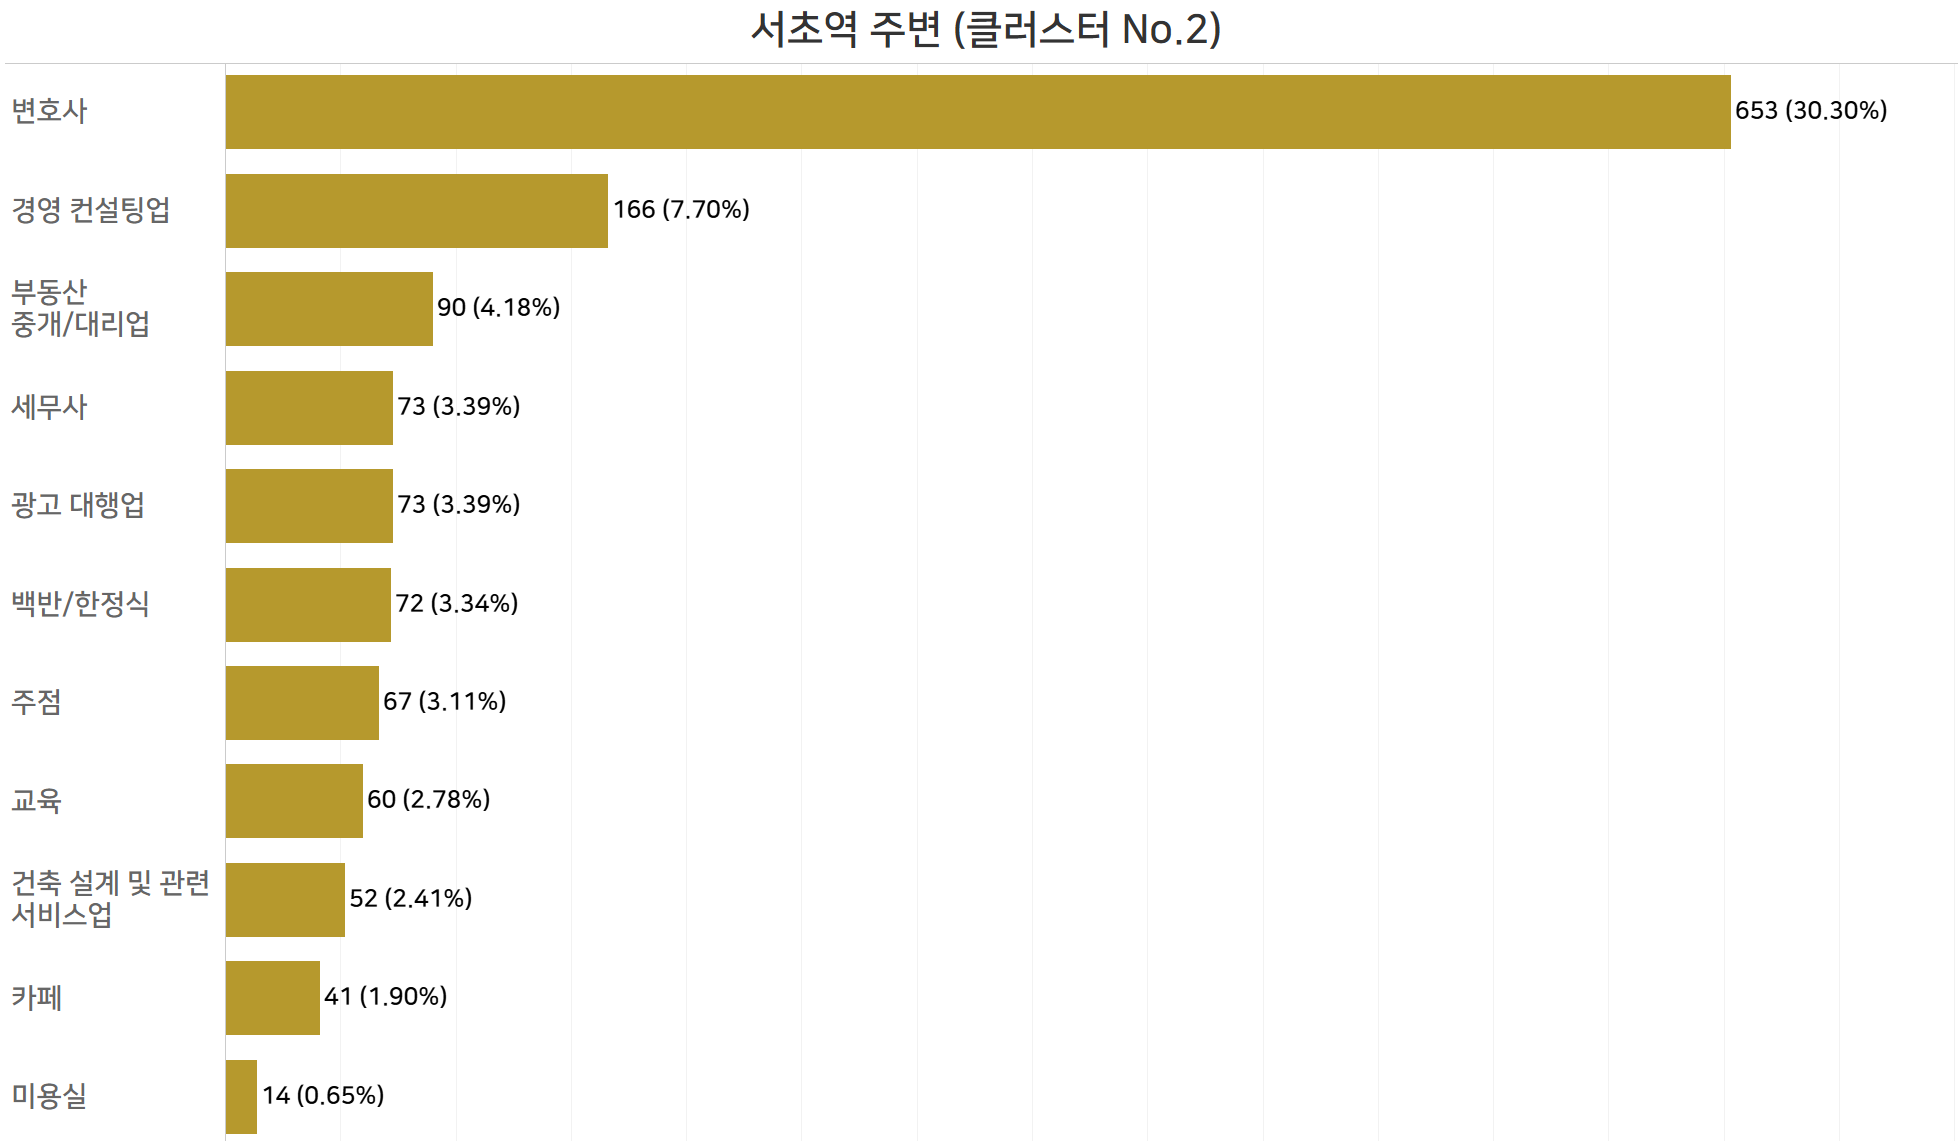 서초역 주변 (클러스터 No.2)
변호사
653 (30.30%)
경영 컨설팅업
166 (7.70%)
부동산
중개/대리업
90 (4.18%)
세무사
73 (3.39%)
광고 대행업
73 (3.39%)
백반/한정식
72 (3.34%)
주점
67 (3.11%)
교육
60 (2.78%)
건축 설계 및 관련
서비스업
52 (2.41%)
카페
41 (1.90%)
미용실
14 (0.65%)